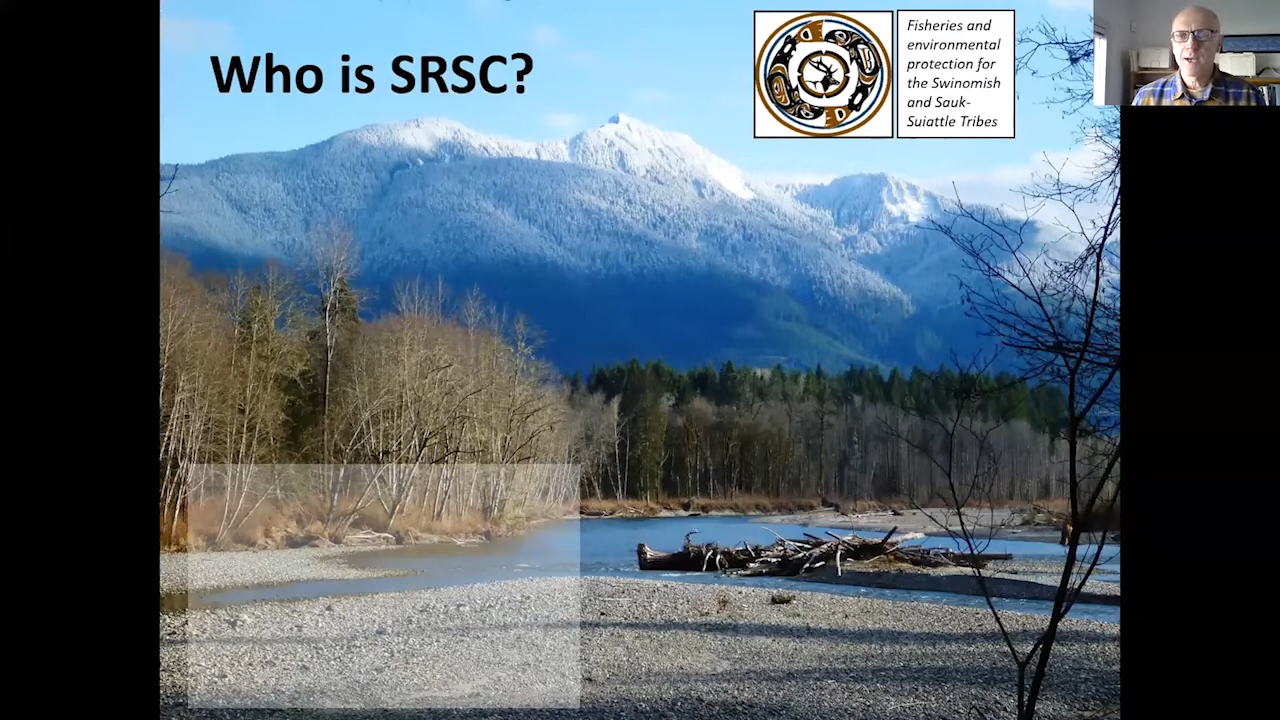 Who is SRSC?
Fisheries and
environmental
protection for
the Swinomish
and Sauk-
Suiattle Tribes